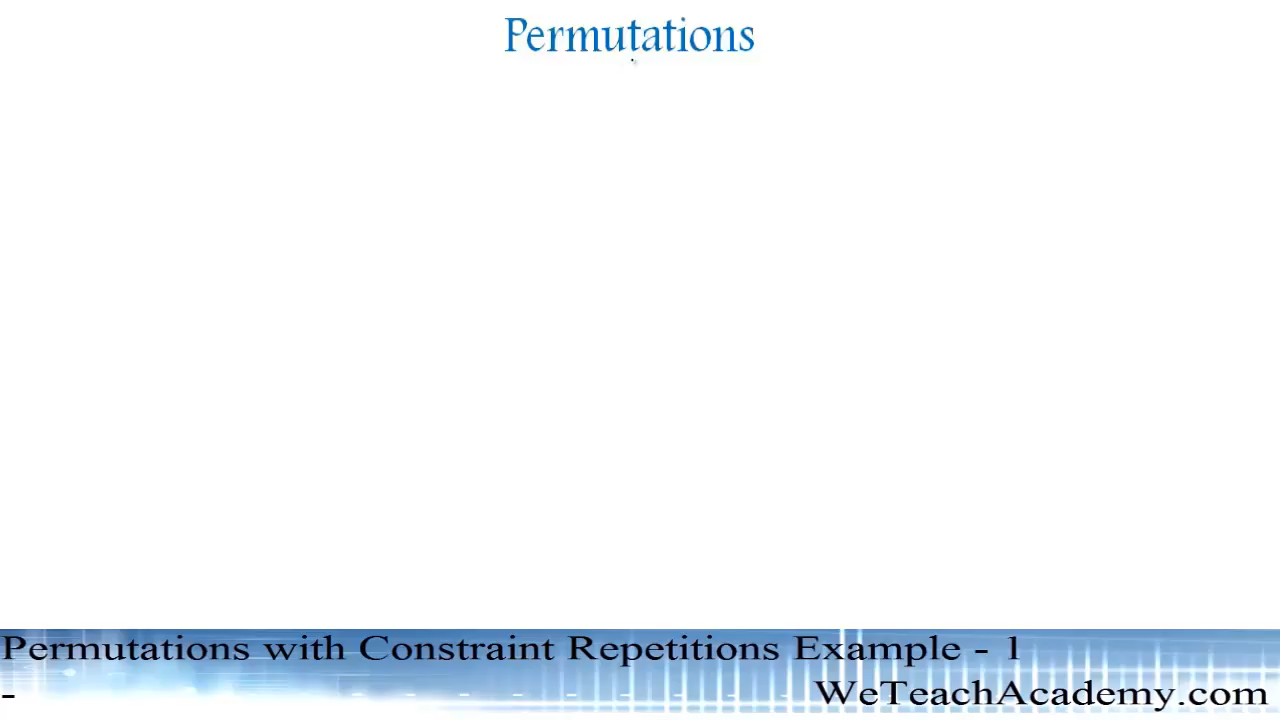 Permutations
Permutations with Constraint Repetitions Example - 1
- WeTeachAcademy.com